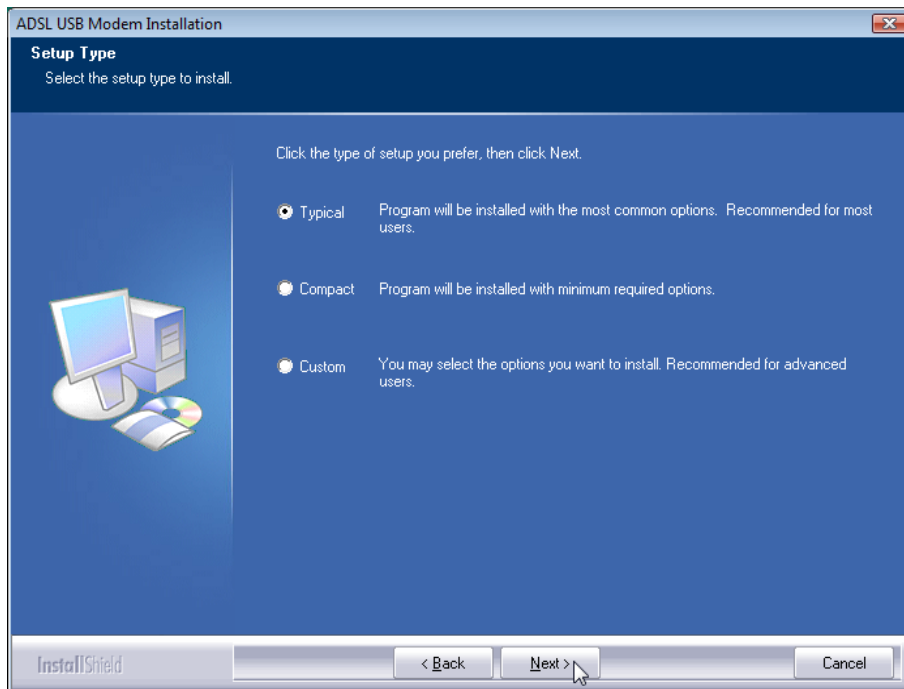 ADSL USB Modem Installation
Setup Type
Select the setup type to install.
Click the type of setup you prefer, then click Next.
Typical Program will be installed with the most common options. Recommended for most
users.
Compact Program will be installed with minimum required options.
Custom You may select the options you want to install. Recommended for advanced
users.
InstallShield < Back Next > Cancel